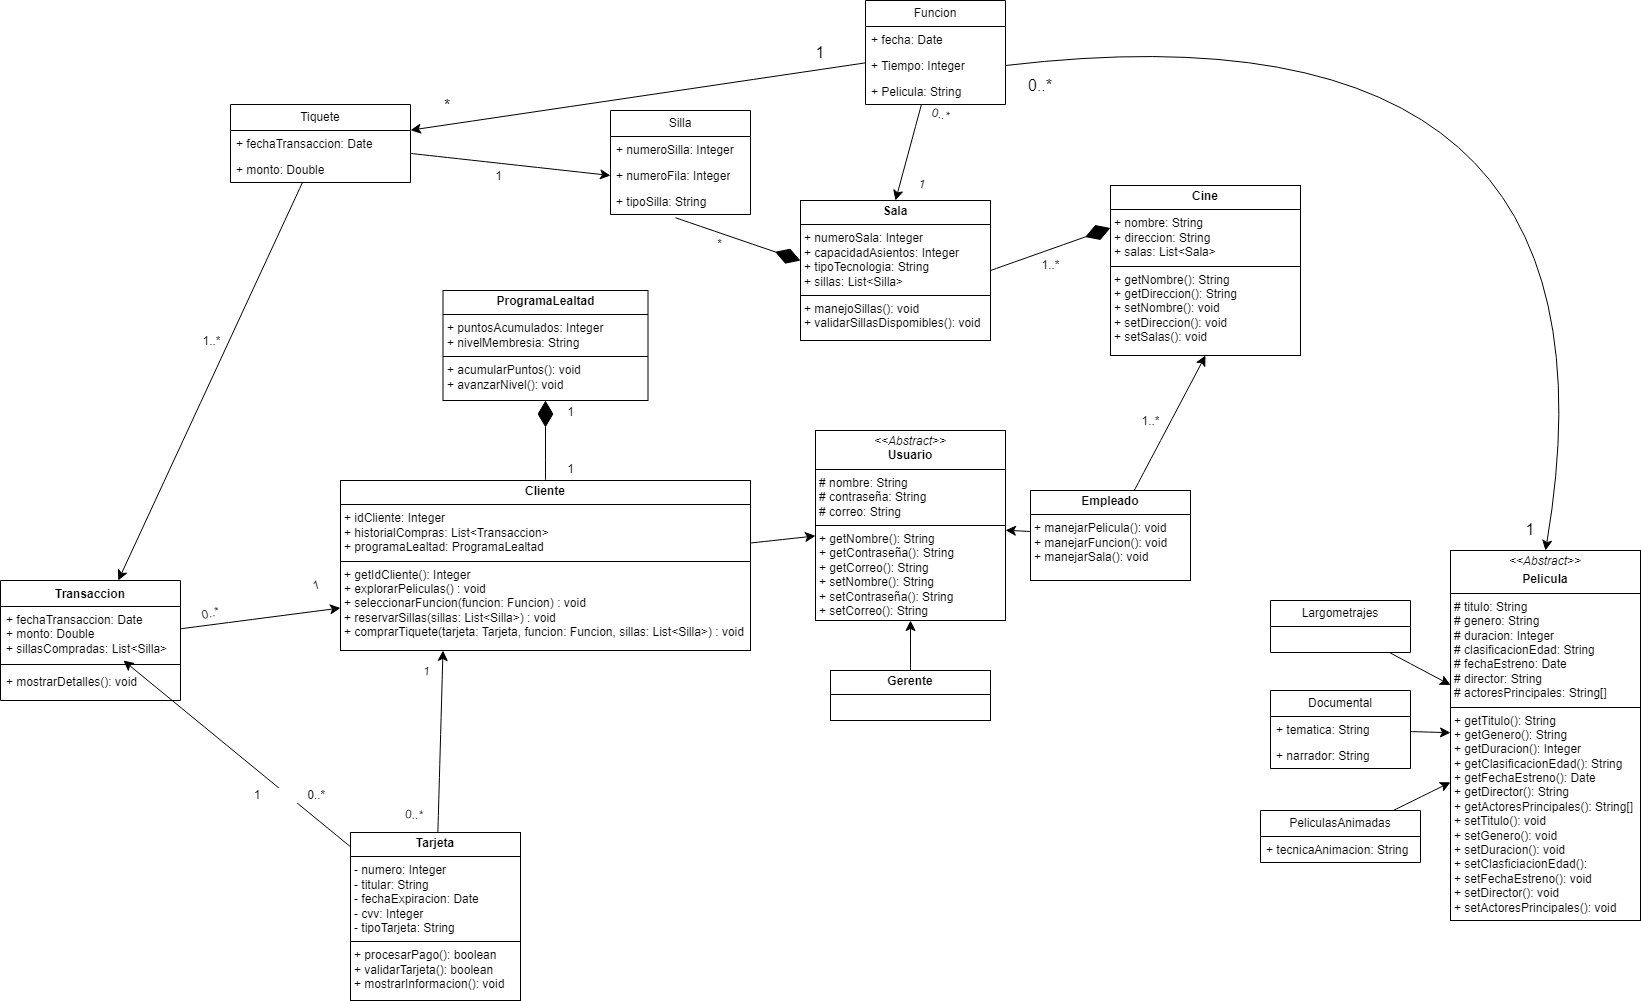 Funcion
+ fecha: Date
+ Tiempo: Integer
+ Pelicula: String
1
*
0..*
0..*
1
1
Tiquete
+ fechaTransaccion: Date
+ monto: Double
1
1..*
Silla
+ numeroSilla: Integer
+ numeroFila: Integer
+ tipoSilla: String
*
Sala
+ numeroSala: Integer
+ capacidadAsientos: Integer
+ tipoTecnologia: String
+ sillas: List<Silla>
+ manejoSillas(): void
+ validarSillasDispomibles(): void
1..*
Cine
+ nombre: String
+ direccion: String
+ salas: List<Sala>
+ getNombre(): String
+ getDireccion(): String
+ setNombre(): void
+ setDireccion(): void
+ setSalas(): void
1..*
ProgramaLealtad
+ puntosAcumulados: Integer
+ nivelMembresia: String
+ acumularPuntos(): void
+ avanzarNivel(): void
1
1
Cliente
+ idCliente: Integer
+ historialCompras: List<Transaccion>
+ programaLealtad: ProgramaLealtad
+ getIdCliente(): Integer
+ explorarPeliculas() : void
+ seleccionarFuncion(funcion: Funcion) : void
+ reservarSillas(sillas: List<Silla>) : void
+ comprarTiquete(tarjeta: Tarjeta, funcion: Funcion, sillas: List<Silla>) : void
<<Abstract>>
Usuario
# nombre: String
# contraseña: String
# correo: String
+ getNombre(): String
+ getContraseña(): String
+ getCorreo(): String
+ setNombre(): String
+ setContraseña(): String
+ setCorreo(): String
Empleado
+ manejarPelicula(): void
+ manejarFuncion(): void
+ manejarSala(): void
Gerente
Transaccion
+ fechaTransaccion: Date
+ monto: Double
+ sillasCompradas: List<Silla>
+ mostrarDetalles(): void
0..*
1
1
0..*
1
0..*
Tarjeta
- numero: Integer
- titular: String
- fechaExpiracion: Date
- cvv: Integer
- tipoTarjeta: String
+ procesarPago(): boolean
+ validarTarjeta(): boolean
+ mostrarInformacion(): void
Largometrajes
Documental
+ tematica: String
+ narrador: String
PeliculasAnimadas
+ tecnicaAnimacion: String
<<Abstract>>
Pelicula
# titulo: String
# genero: String
# duracion: Integer
# clasificacionEdad: String
# fechaEstreno: Date
# director: String
# actoresPrincipales: String[]
+ getTitulo(): String
+ getGenero(): String
+ getDuracion(): Integer
+ getClasificacionEdad(): String
+ getFechaEstreno(): Date
+ getDirector(): String
+ getActoresPrincipales(): String[]
+ setTitulo(): void
+ setGenero(): void
+ setDuracion(): void
+ setClasficiacionEdad():
+ setFechaEstreno(): void
+ setDirector(): void
+ setActoresPrincipales(): void